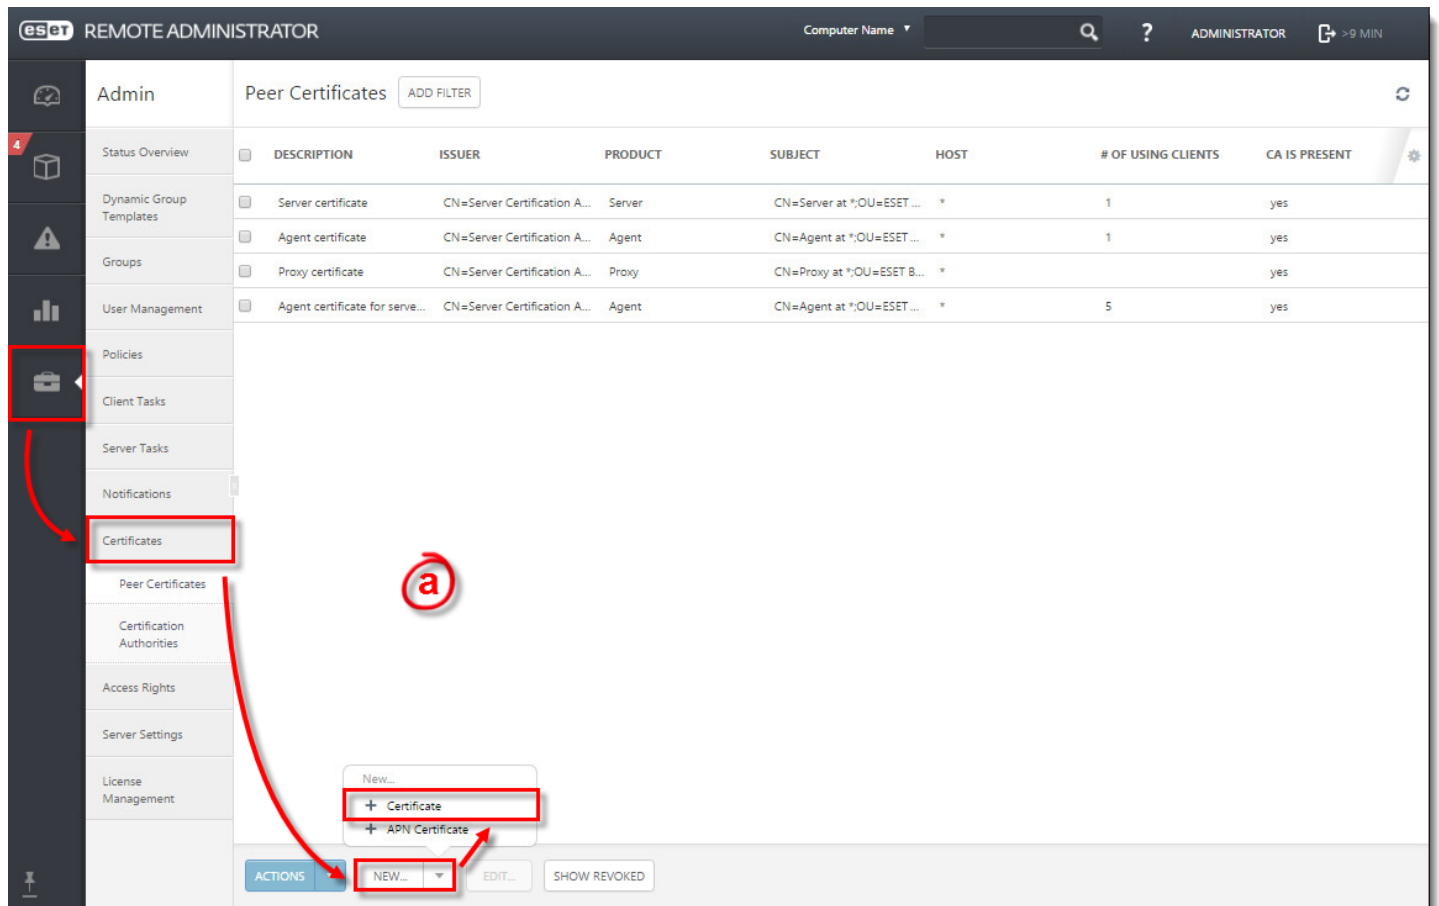 eset REMOTE ADMINISTRATOR
Computer Name
?
ADMINISTRATOR
>9 MIN
4
Admin
Status Overview
Dynamic Group
Templates
Groups
User Management
Policies
Client Tasks
Server Tasks
Notifications
Certificates
Peer Certificates
Certification
Authorities
Access Rights
Server Settings
License
Management
Peer Certificates ADD FILTER
DESCRIPTION ISSUER PRODUCT SUBJECT HOST # OF USING CLIENTS CA IS PRESENT
Server certificate CN=Server Certification A... Server CN=Server at *;OU=ESET ... * 1 yes
Agent certificate CN=Server Certification A... Agent CN=Agent at *;OU=ESET ... * 1 yes
Proxy certificate CN=Server Certification A... Proxy CN=Proxy at *;OU=ESET B... * yes
Agent certificate for serve... CN=Server Certification A... Agent CN=Agent at *;OU=ESET ... * 5 yes
a
New...
+ Certificate
+ APN Certificate
ACTIONS NEW... EDIT... SHOW REVOKED